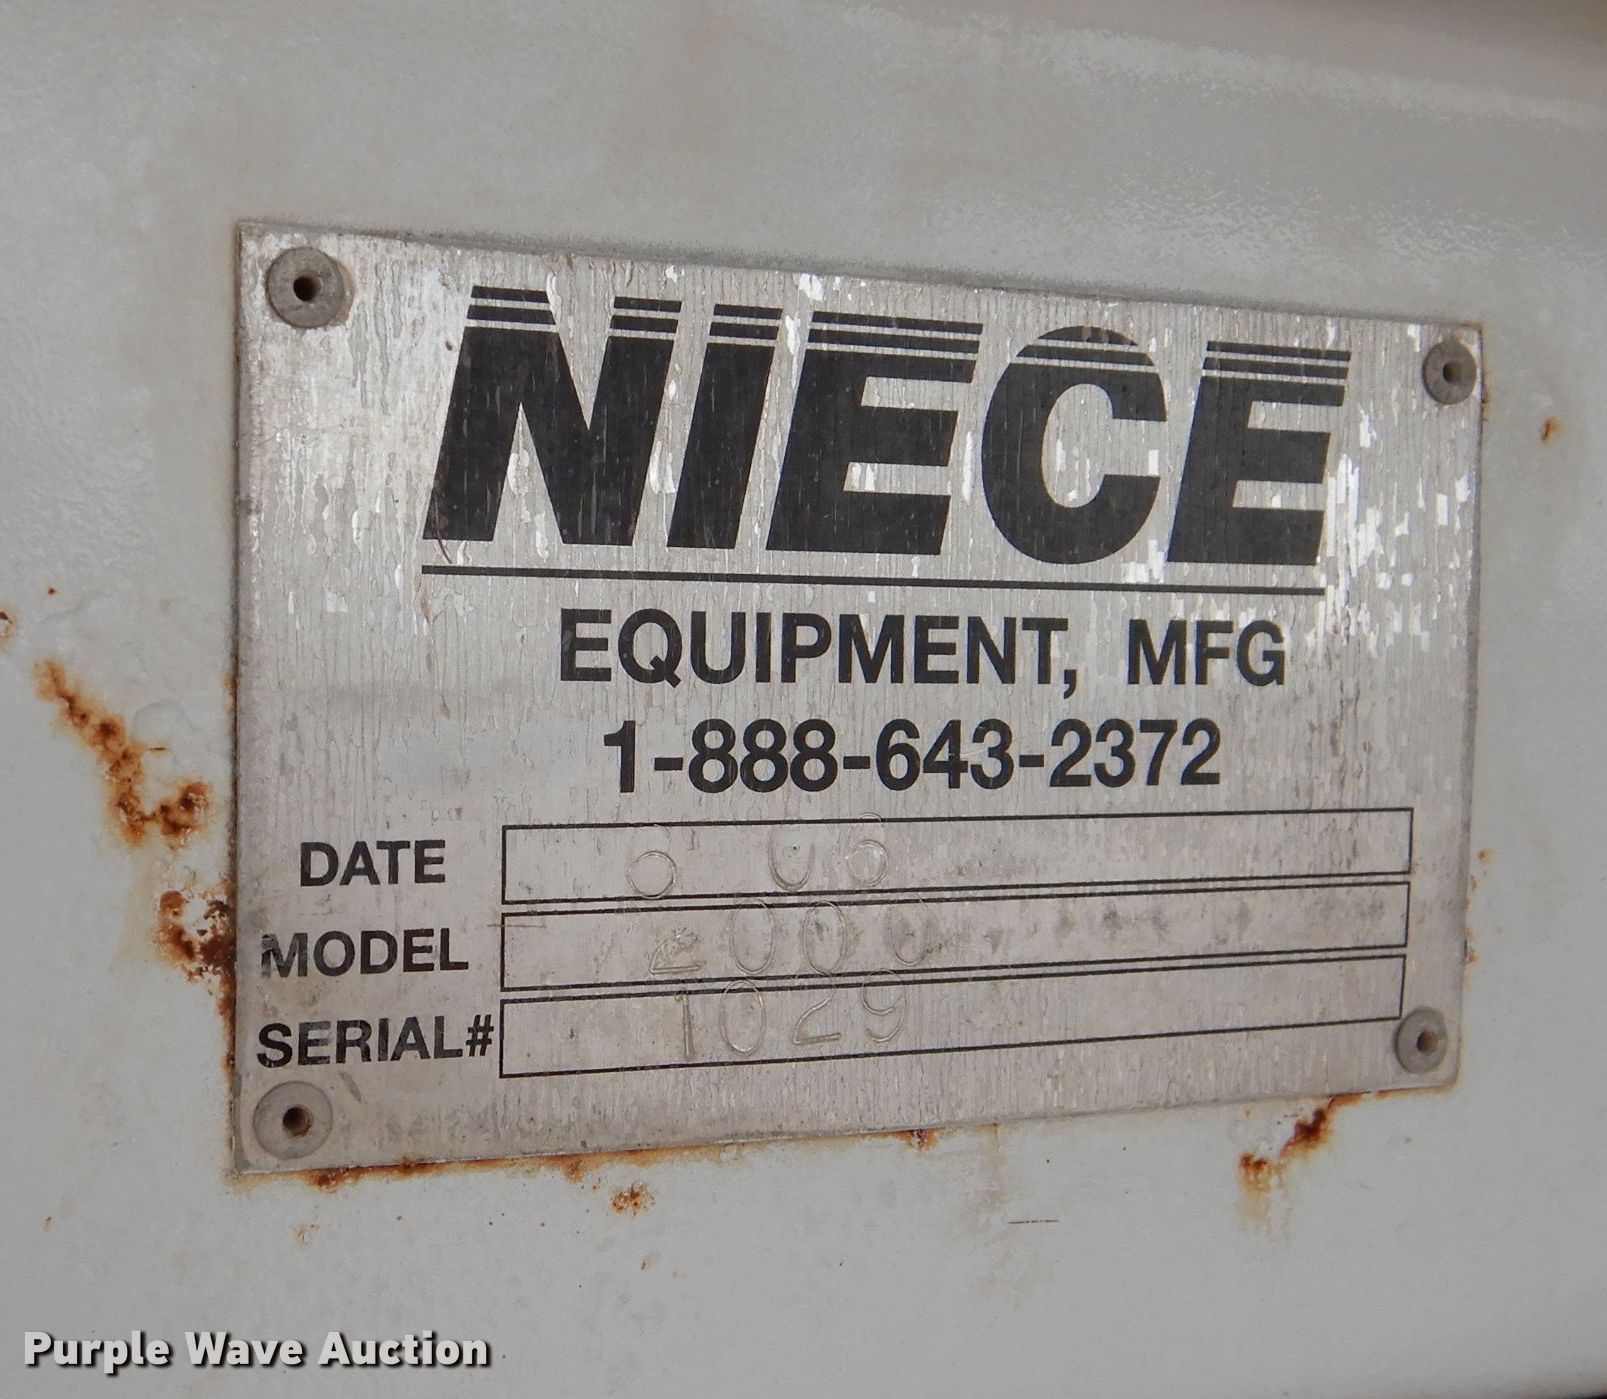 NIECE
EQUIPMENT, MFG
1-888-643-2372
DATE 6 06
MODEL 2000
SERIAL# 1029
Purple Wave Auction